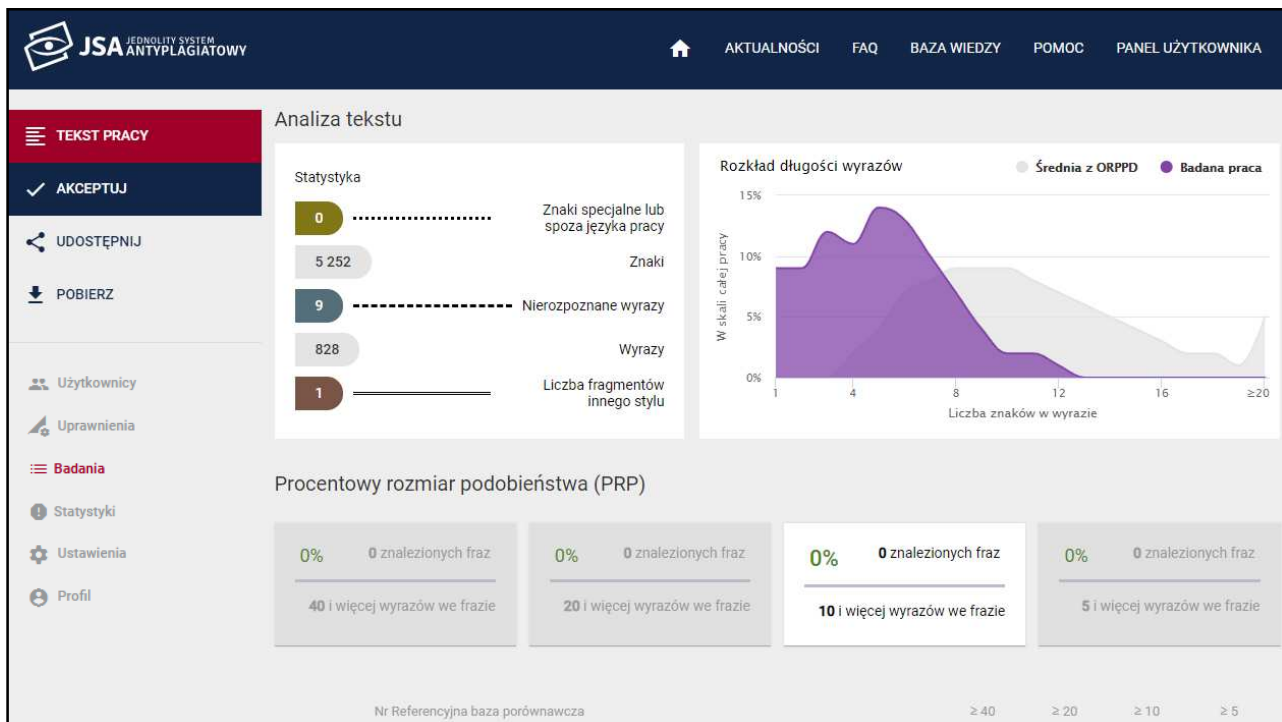 JSA JEDNOLITY SYSTEM
ANTYPLAGIATOWY
AKTUALNOŚCI FAQ BAZA WIEDZY POMOC PANEL UŻYTKOWNIKA
TEKST PRACY
AKCEPTUJ
UDOSTĘPNIJ
POBIERZ
Użytkownicy
Uprawnienia
Badania
Statystyki
Ustawienia
Profil
Analiza tekstu
Statystyka
0 Znaki specjalne lub
spoza języka pracy
5 252 Znaki
9 Nierozpoznane wyrazy
828 Wyrazy
1 Liczba fragmentów
innego stylu
Rozkład długości wyrazów
Średnia z ORPPD Badana praca
15%
10%
5%
0%
W skali całej pracy
1 4 8 12 16 ≥20
Liczba znaków w wyrazie
Procentowy rozmiar podobieństwa (PRP)
0% 0 znalezionych fraz
40 i więcej wyrazów we frazie
0% 0 znalezionych fraz
20 i więcej wyrazów we frazie
0% 0 znalezionych fraz
10 i więcej wyrazów we frazie
0% 0 znalezionych fraz
5 i więcej wyrazów we frazie
Nr Referencyjna baza porównawcza ≥ 40 ≥ 20 ≥ 10 ≥ 5